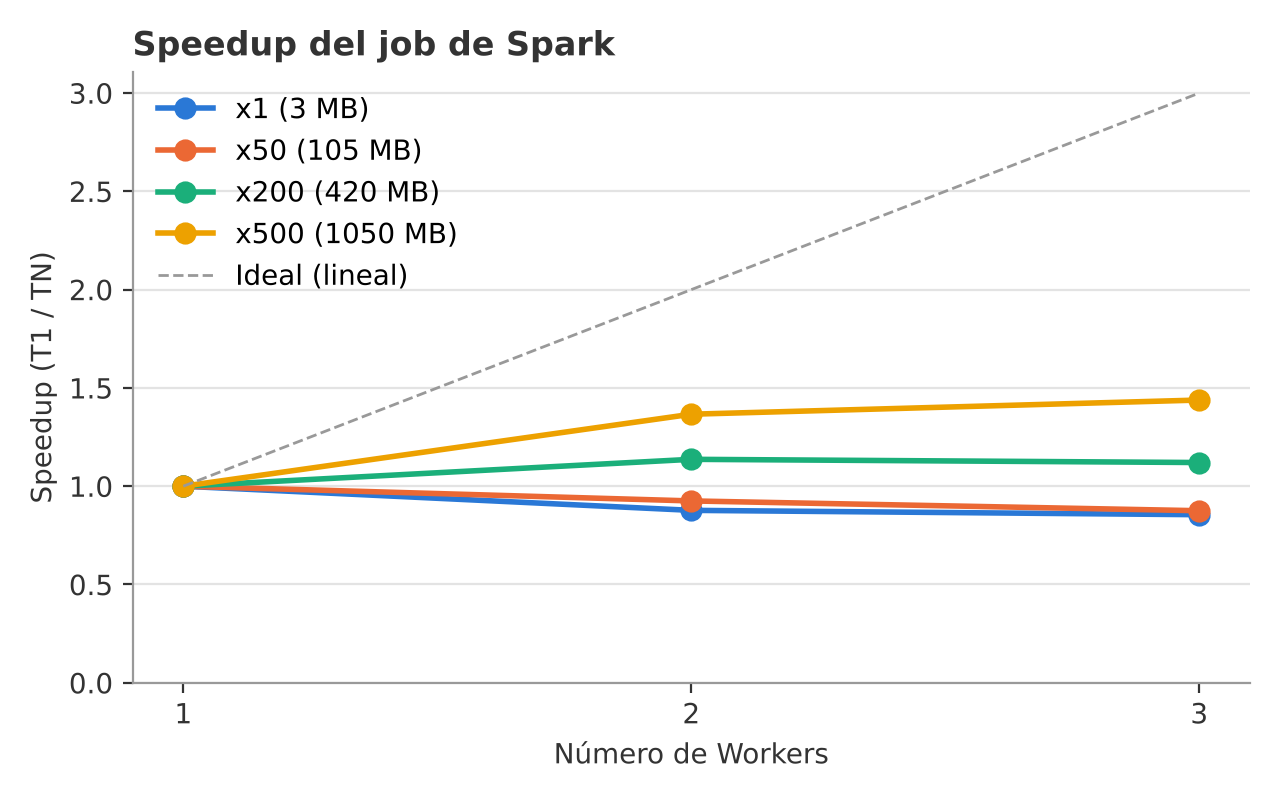 Speedup del job de Spark
x1 (3 MB)
x50 (105 MB)
x200 (420 MB)
x500 (1050 MB)
Ideal (lineal)
Speedup (T1 / TN)
3.0
2.5
2.0
1.5
1.0
0.5
0.0
1
2
3
Número de Workers